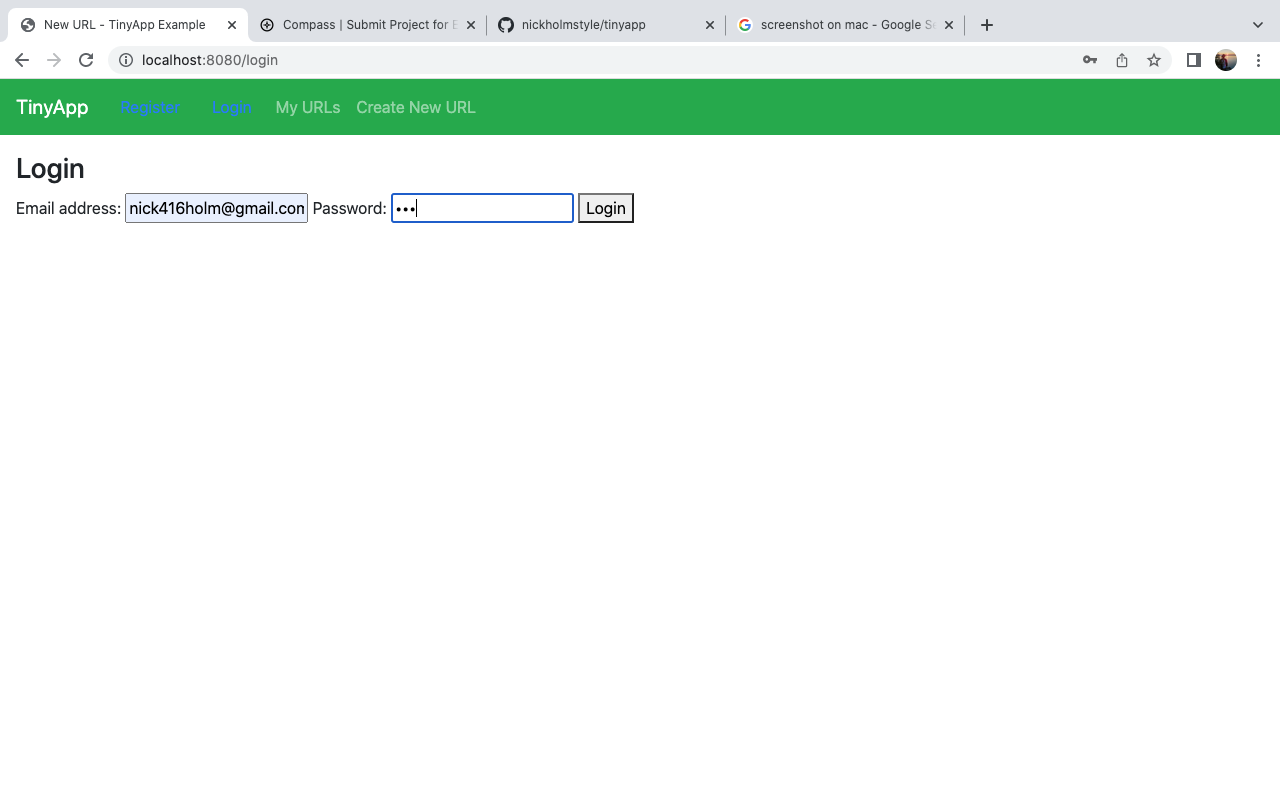 New URL - TinyApp Example
Compass | Submit Project for E
nickholmstyle/tinyapp
screenshot on mac - Google Se
localhost:8080/login
TinyApp Register Login My URLs Create New URL
Login
Email address: nick416holm@gmail.com Password: ••• Login